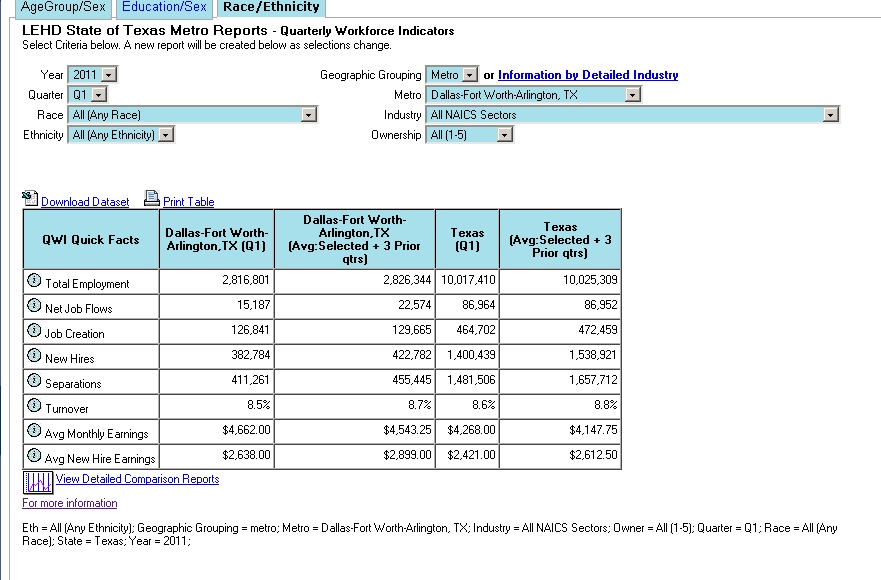 AgeGroup/Sex Education/Sex Race/Ethnicity
LEHD State of Texas Metro Reports - Quarterly Workforce Indicators
Select Criteria below. A new report will be created below as selections change.
Year 2011 Geographic Grouping Metro or Information by Detailed Industry
Quarter Q1 Metro Dallas-Fort Worth-Arlington, TX
Race All (Any Race) Industry All NAICS Sectors
Ethnicity All (Any Ethnicity) Ownership All (1-5)
Download Dataset Print Table
QWI Quick Facts
Dallas-Fort Worth-
Arlington,TX (Q1)
Dallas-Fort Worth-
Arlington,TX
(Avg:Selected + 3 Prior
qtrs)
Texas
(Q1)
Texas
(Avg:Selected + 3
Prior qtrs)
Total Employment 2,816,801 2,826,344 10,017,410 10,025,309
Net Job Flows 15,187 22,574 86,964 86,952
Job Creation 126,841 129,665 464,702 472,459
New Hires 382,784 422,782 1,400,439 1,538,921
Separations 411,261 455,445 1,481,506 1,657,712
Turnover 8.5% 8.7% 8.6% 8.8%
Avg Monthly Earnings $4,662.00 $4,543.25 $4,268.00 $4,147.75
Avg New Hire Earnings $2,638.00 $2,899.00 $2,421.00 $2,612.50
View Detailed Comparison Reports
For more information
Eth = All (Any Ethnicity); Geographic Grouping = metro; Metro = Dallas-Fort Worth-Arlington, TX; Industry = All NAICS Sectors; Owner = All (1-5); Quarter = Q1; Race = All (Any
Race); State = Texas; Year = 2011;